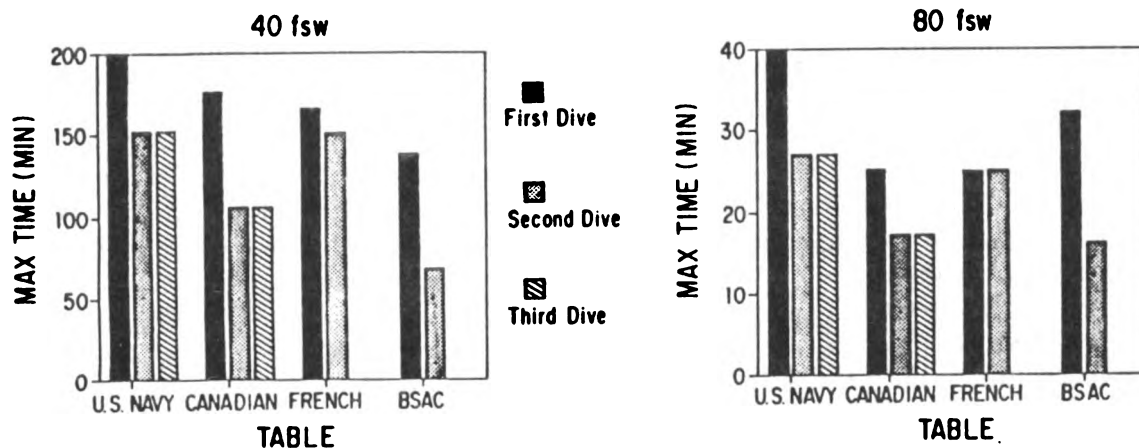 40 fsw
200
150
100
50
0
MAX TIME (MIN)
U.S. NAVY CANADIAN FRENCH BSAC
TABLE
First Dive
Second Dive
Third Dive
80 fsw
40
30
20
10
0
MAX TIME (MIN)
U.S. NAVY CANADIAN FRENCH BSAC
TABLE.